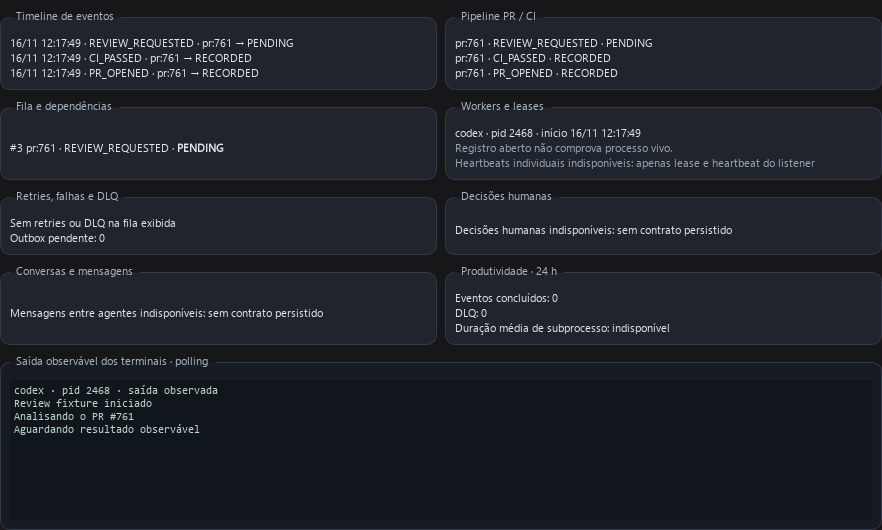 Timeline de eventos
16/11 12:17:49 · REVIEW_REQUESTED · pr:761 → PENDING
16/11 12:17:49 · CI_PASSED · pr:761 → RECORDED
16/11 12:17:49 · PR_OPENED · pr:761 → RECORDED
Pipeline PR / CI
pr:761 · REVIEW_REQUESTED · PENDING
pr:761 · CI_PASSED · RECORDED
pr:761 · PR_OPENED · RECORDED
Fila e dependências
#3 pr:761 · REVIEW_REQUESTED · PENDING
Workers e leases
codex · pid 2468 · início 16/11 12:17:49
Registro aberto não comprova processo vivo.
Heartbeats individuais indisponíveis: apenas lease e heartbeat do listener
Retries, falhas e DLQ
Sem retries ou DLQ na fila exibida
Outbox pendente: 0
Decisões humanas
Decisões humanas indisponíveis: sem contrato persistido
Conversas e mensagens
Mensagens entre agentes indisponíveis: sem contrato persistido
Produtividade · 24 h
Eventos concluídos: 0
DLQ: 0
Duração média de subprocesso: indisponível
Saída observável dos terminais · polling
codex · pid 2468 · saída observada
Review fixture iniciado
Analisando o PR #761
Aguardando resultado observável